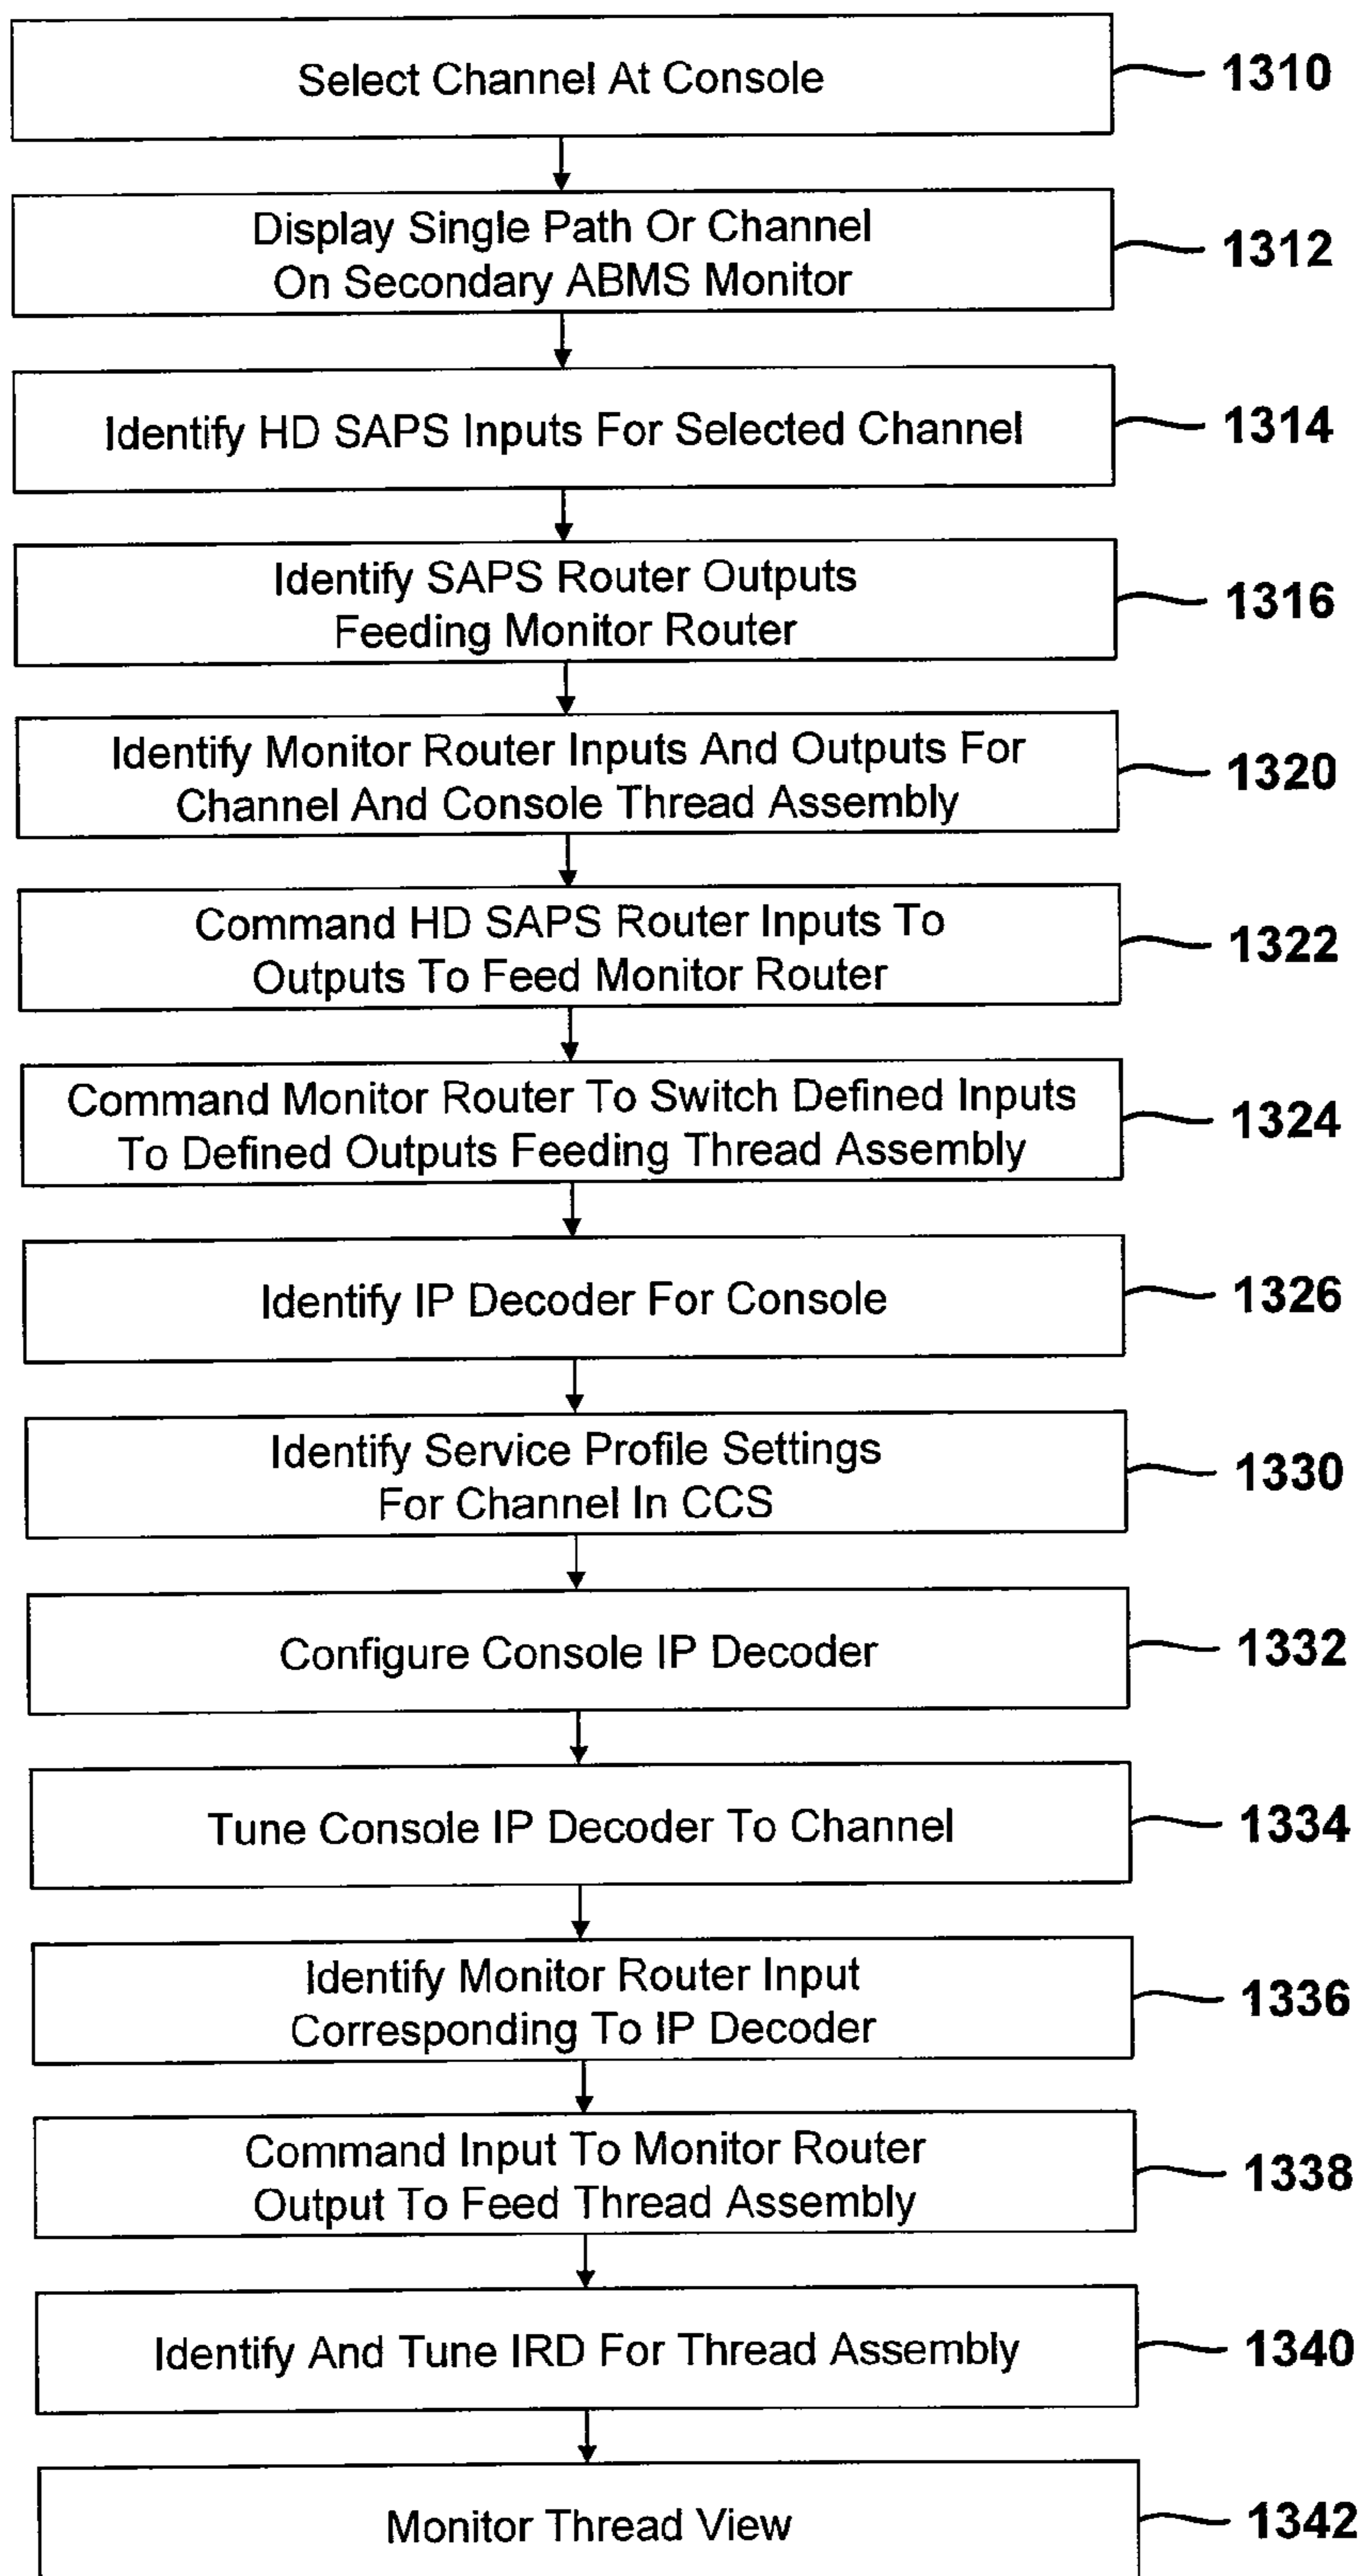 Select Channel At Console
1310
Display Single Path Or Channel
On Secondary ABMS Monitor
1312
Identify HD SAPS Inputs For Selected Channel
1314
Identify SAPS Router Outputs
Feeding Monitor Router
1316
Identify Monitor Router Inputs And Outputs For
Channel And Console Thread Assembly
1320
Command HD SAPS Router Inputs To
Outputs To Feed Monitor Router
1322
Command Monitor Router To Switch Defined Inputs
To Defined Outputs Feeding Thread Assembly
1324
Identify IP Decoder For Console
1326
Identify Service Profile Settings
For Channel In CCS
1330
Configure Console IP Decoder
1332
Tune Console IP Decoder To Channel
1334
Identify Monitor Router Input
Corresponding To IP Decoder
1336
Command Input To Monitor Router
Output To Feed Thread Assembly
1338
Identify And Tune IRD For Thread Assembly
1340
Monitor Thread View
1342